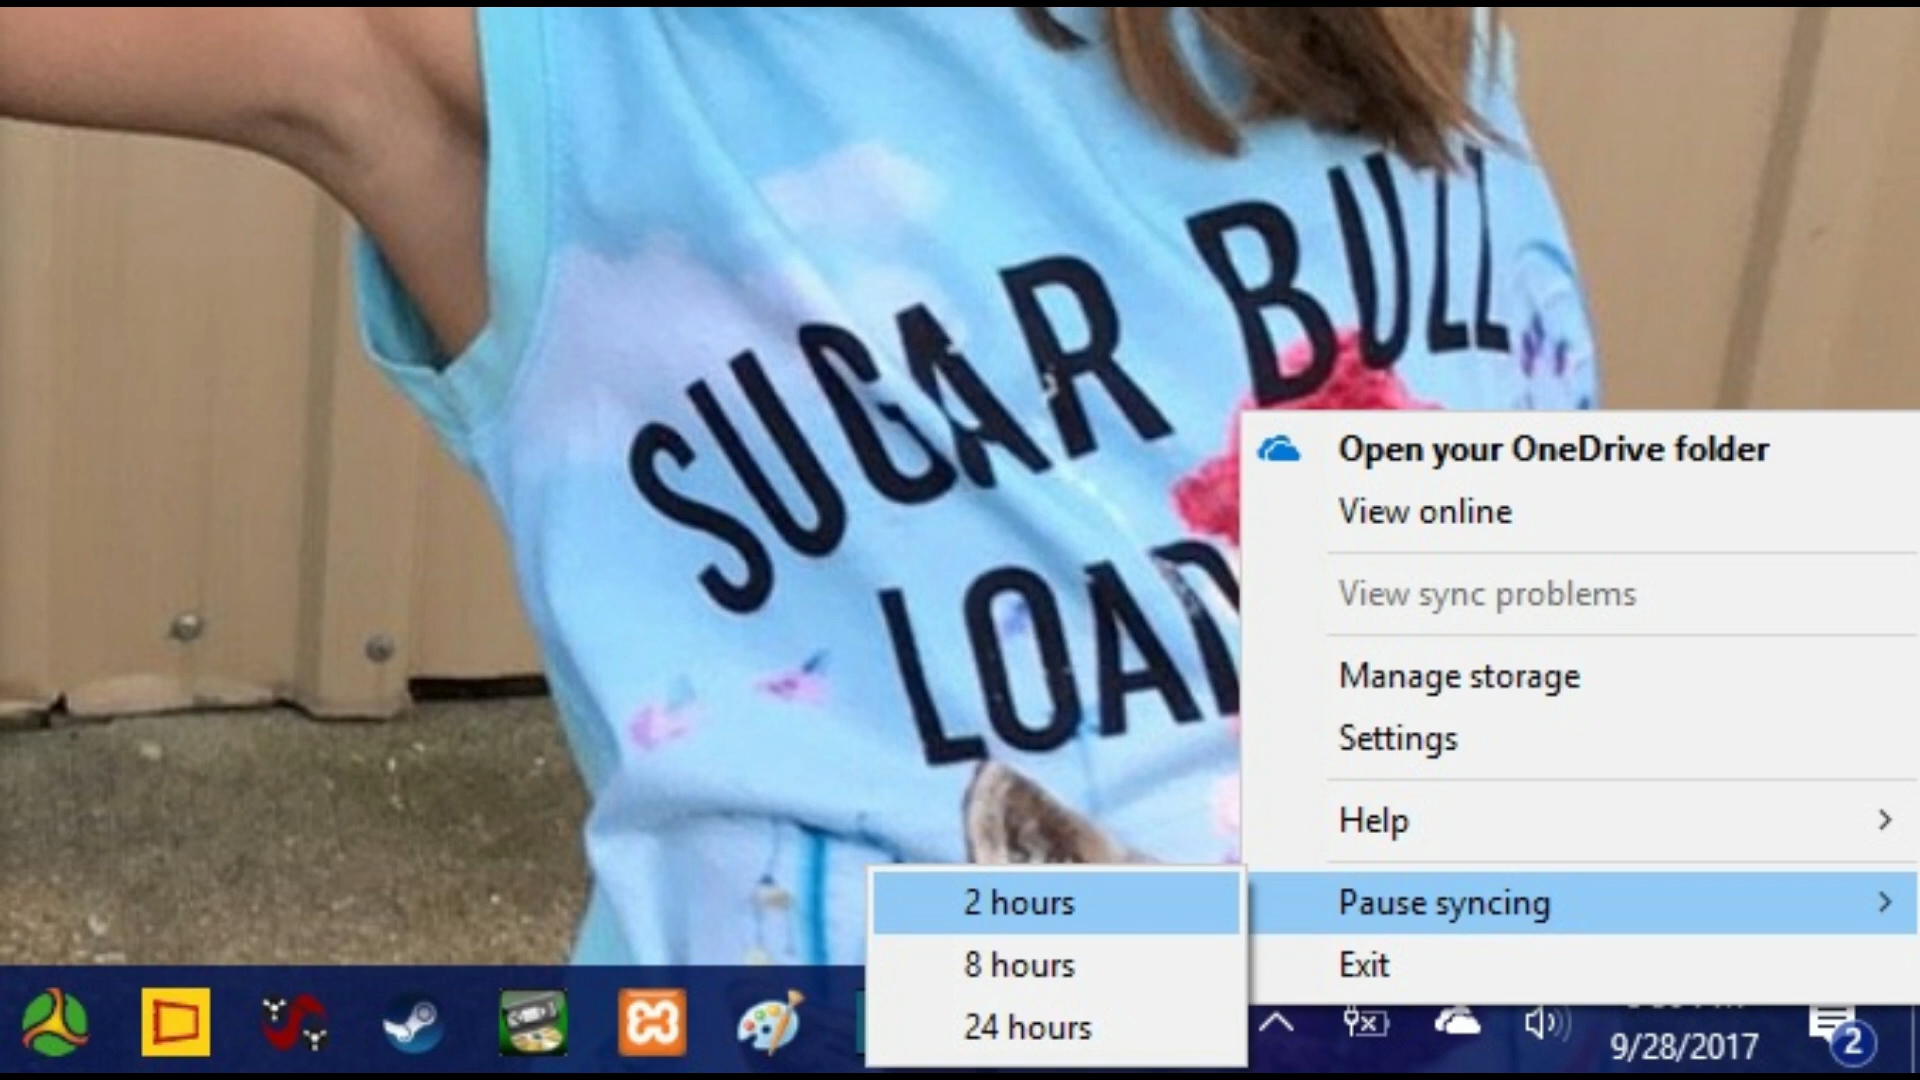 SUGAR BULL
LOAD
Open your OneDrive folder
View online
View sync problems
Manage storage
Settings
Help
Pause syncing
Exit
2 hours
8 hours
24 hours
9/28/2017
2